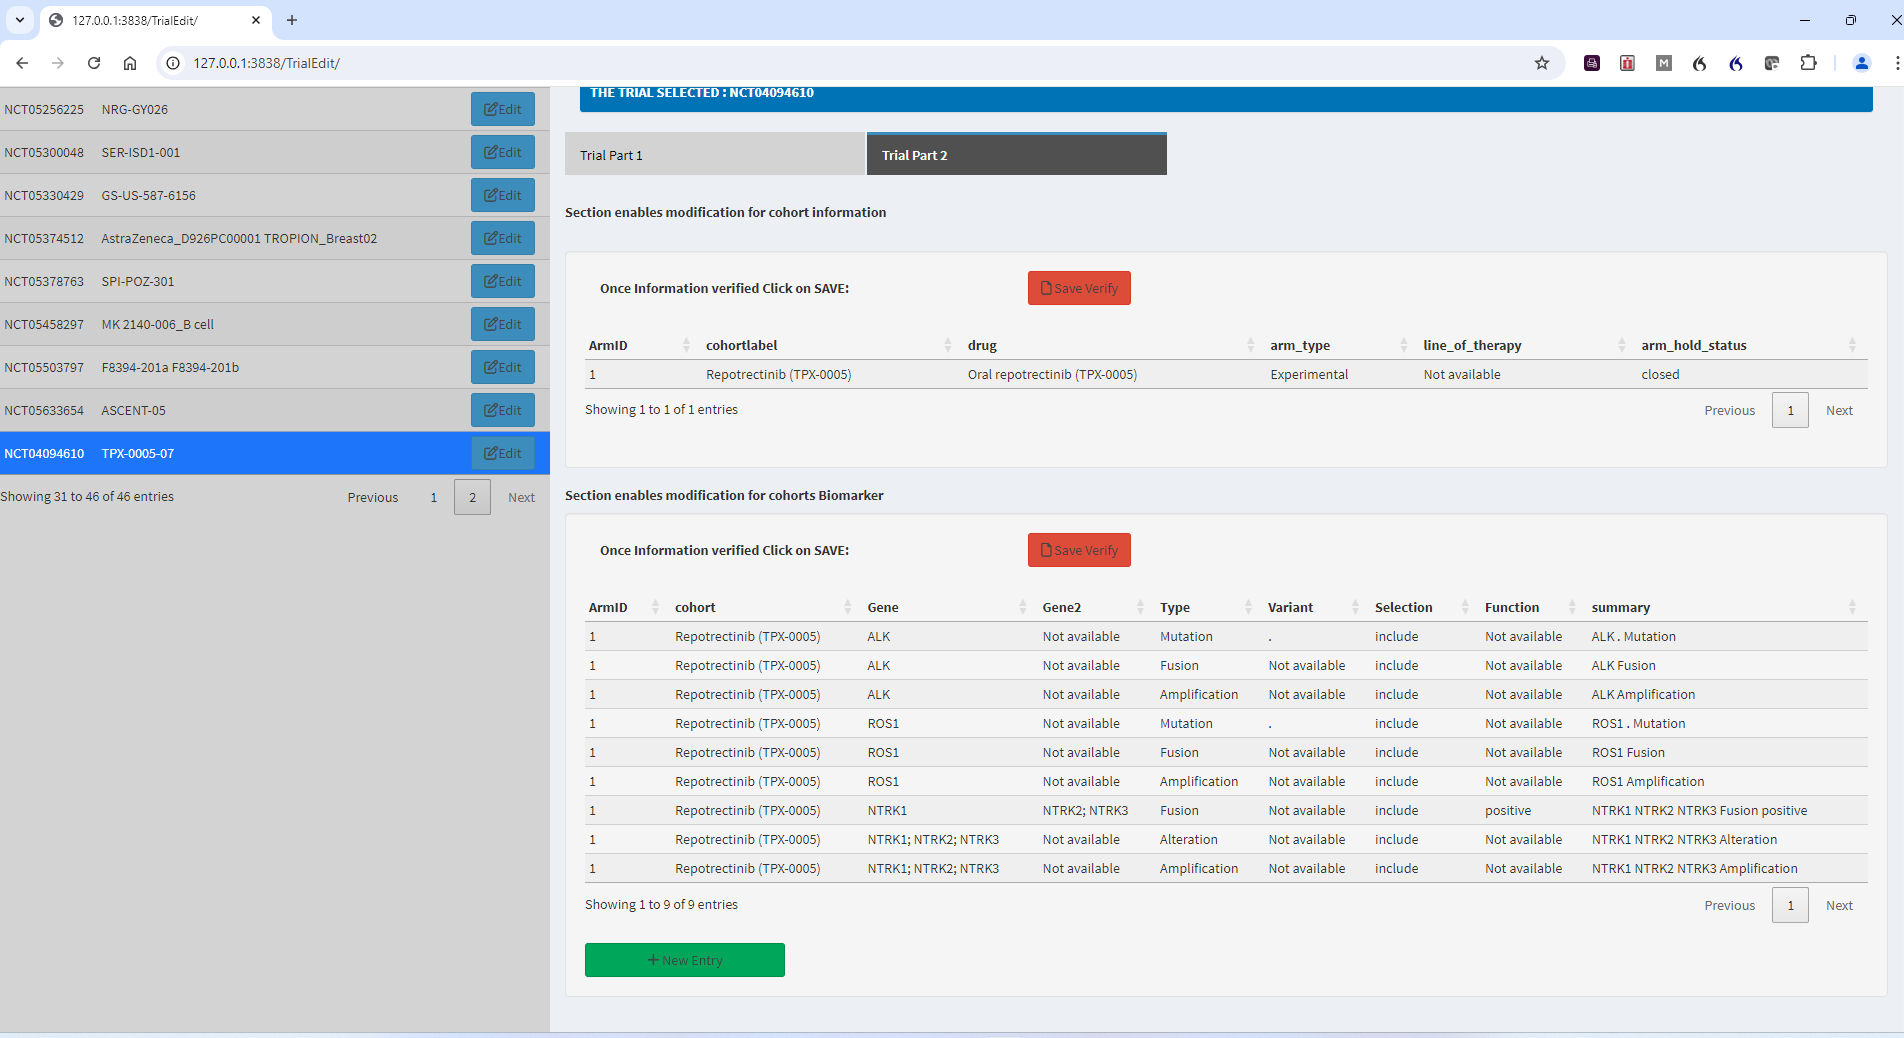 127.0.0.1:3838/TrialEdit/
127.0.0.1:3838/TrialEdit/
NCT05256225 NRG-GY026 Edit
NCT05300048 SER-ISD1-001 Edit
NCT05330429 GS-US-587-6156 Edit
NCT05374512 AstraZeneca_D926PC00001 TROPION_Breast02 Edit
NCT05378763 SPI-POZ-301 Edit
NCT05458297 MK 2140-006_B cell Edit
NCT05503797 F8394-201a F8394-201b Edit
NCT05633654 ASCENT-05 Edit
NCT04094610 TPX-0005-07 Edit
Showing 31 to 46 of 46 entries Previous 1 2 Next
THE TRIAL SELECTED : NCT04094610
Trial Part 1 Trial Part 2
Section enables modification for cohort information
Once Information verified Click on SAVE: Save Verify
ArmID cohortlabel drug arm_type line_of_therapy arm_hold_status
1 Repotrectinib (TPX-0005) Oral repotrectinib (TPX-0005) Experimental Not available closed
Showing 1 to 1 of 1 entries Previous 1 Next
Section enables modification for cohorts Biomarker
Once Information verified Click on SAVE: Save Verify
ArmID cohort Gene Gene2 Type Variant Selection Function summary
1 Repotrectinib (TPX-0005) ALK Not available Mutation . include Not available ALK . Mutation
1 Repotrectinib (TPX-0005) ALK Not available Fusion Not available include Not available ALK Fusion
1 Repotrectinib (TPX-0005) ALK Not available Amplification Not available include Not available ALK Amplification
1 Repotrectinib (TPX-0005) ROS1 Not available Mutation . include Not available ROS1 . Mutation
1 Repotrectinib (TPX-0005) ROS1 Not available Fusion Not available include Not available ROS1 Fusion
1 Repotrectinib (TPX-0005) ROS1 Not available Amplification Not available include Not available ROS1 Amplification
1 Repotrectinib (TPX-0005) NTRK1 NTRK2; NTRK3 Fusion Not available include positive NTRK1 NTRK2 NTRK3 Fusion positive
1 Repotrectinib (TPX-0005) NTRK1; NTRK2; NTRK3 Not available Alteration Not available include Not available NTRK1 NTRK2 NTRK3 Alteration
1 Repotrectinib (TPX-0005) NTRK1; NTRK2; NTRK3 Not available Amplification Not available include Not available NTRK1 NTRK2 NTRK3 Amplification
Showing 1 to 9 of 9 entries Previous 1 Next
+ New Entry